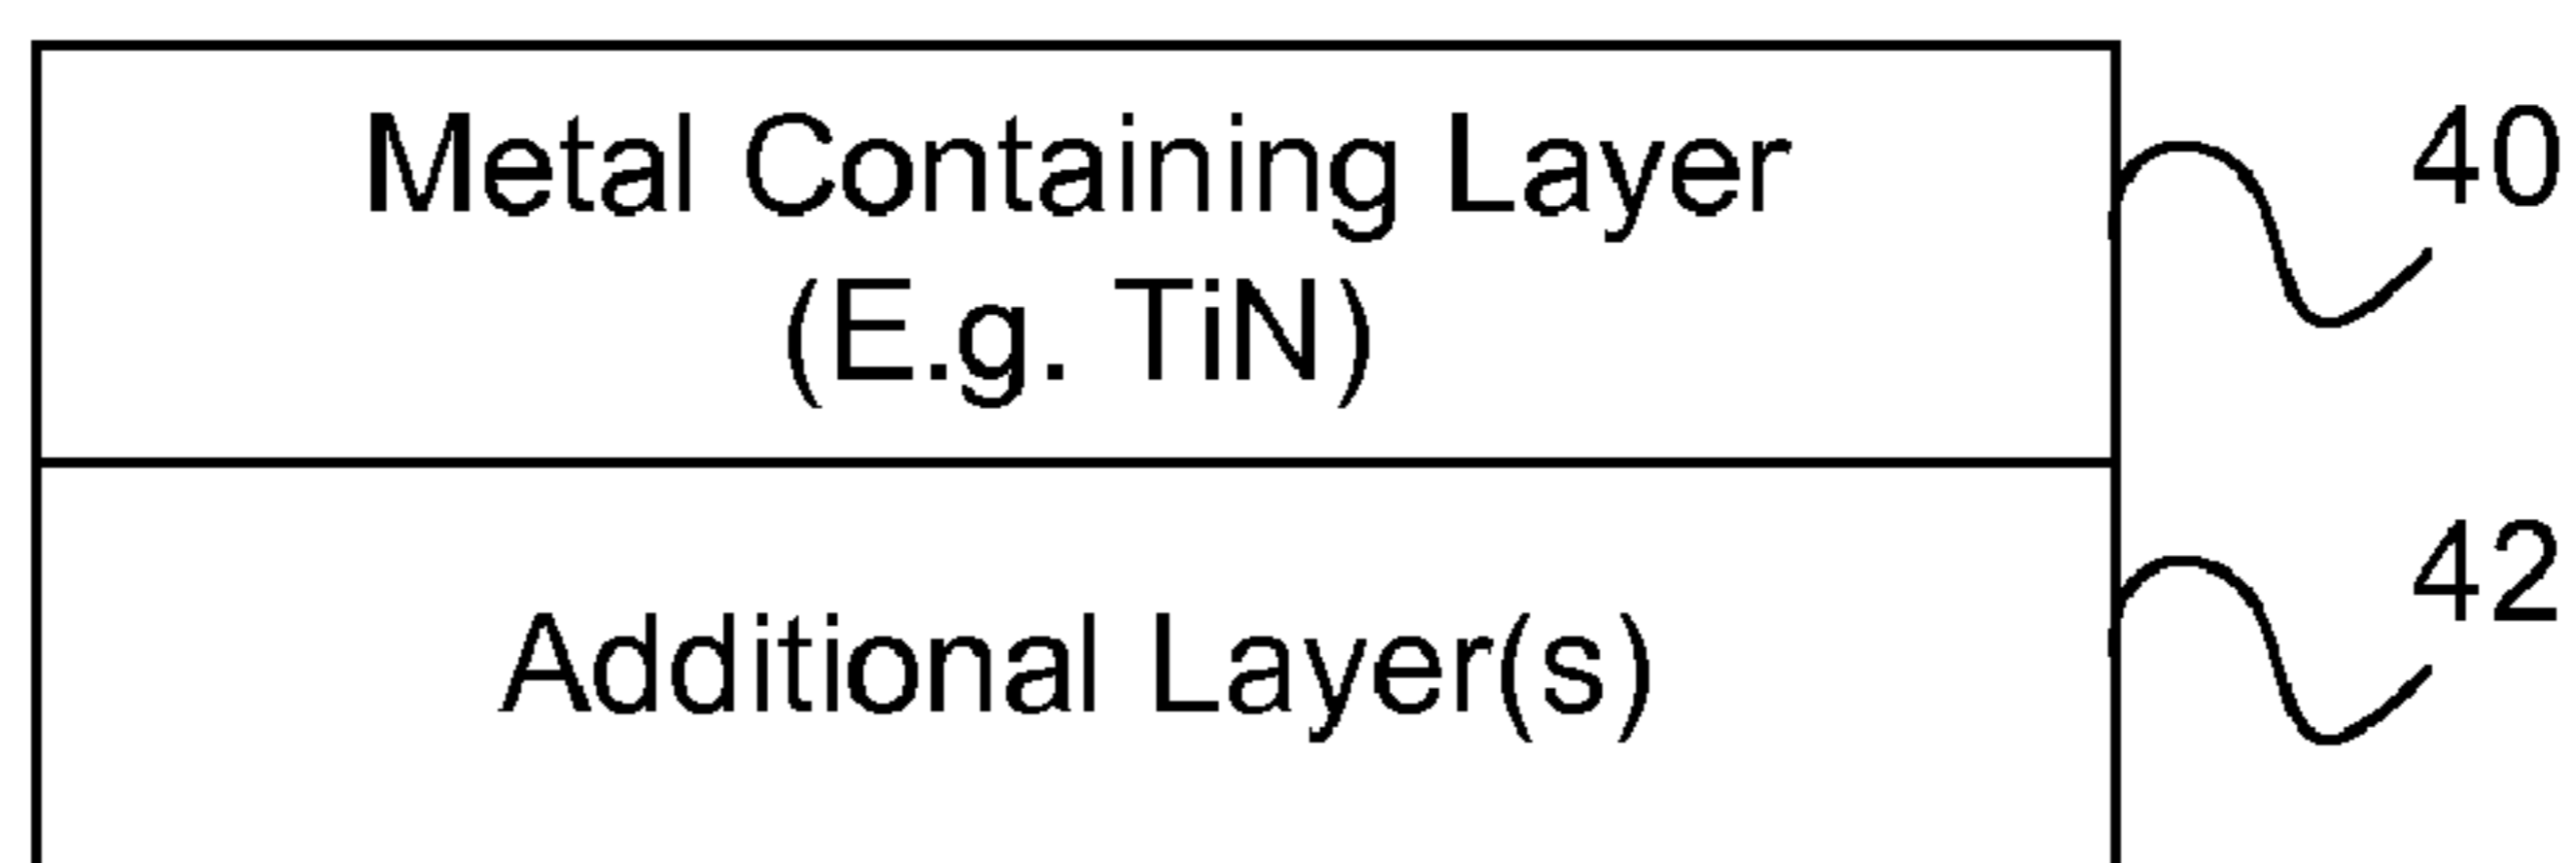 Metal Containing Layer
(E.g. TiN)
40
Additional Layer(s)
42